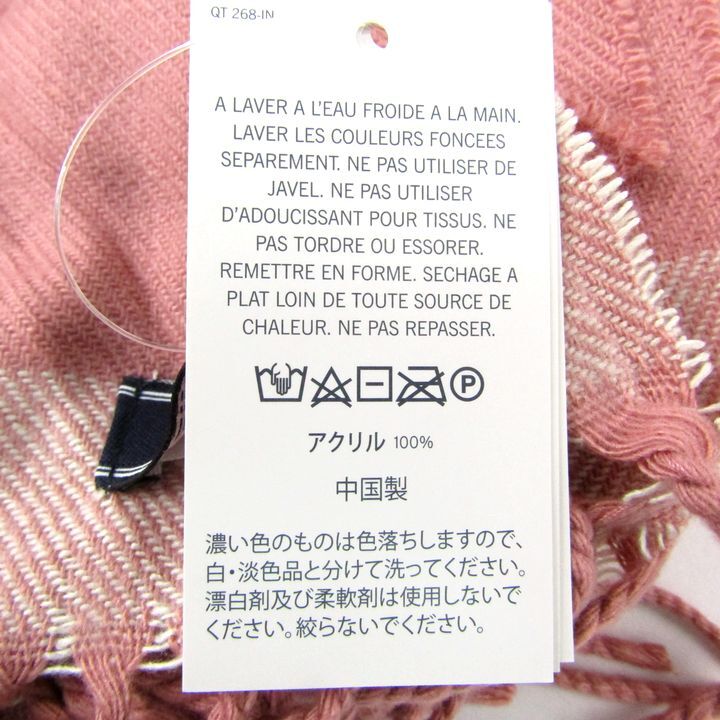 QT 268-IN
A LAVER A L'EAU FROIDE A LA MAIN.
LAVER LES COULEURS FONCEES
SEPAREMENT. NE PAS UTILISER DE
JAVEL. NE PAS UTILISER
D'ADOUCISSANT POUR TISSUS. NE
PAS TORDRE OU ESSORER.
REMETTRE EN FORME. SECHAGE A
PLAT LOIN DE TOUTE SOURCE DE
CHALEUR. NE PAS REPASSER.
P
アクリル 100%
中国製
濃い色のものは色落ちしますので、
白・淡色品と分けて洗ってください。
漂白剤及び柔軟剤は使用しないで
ください。絞らないでください。